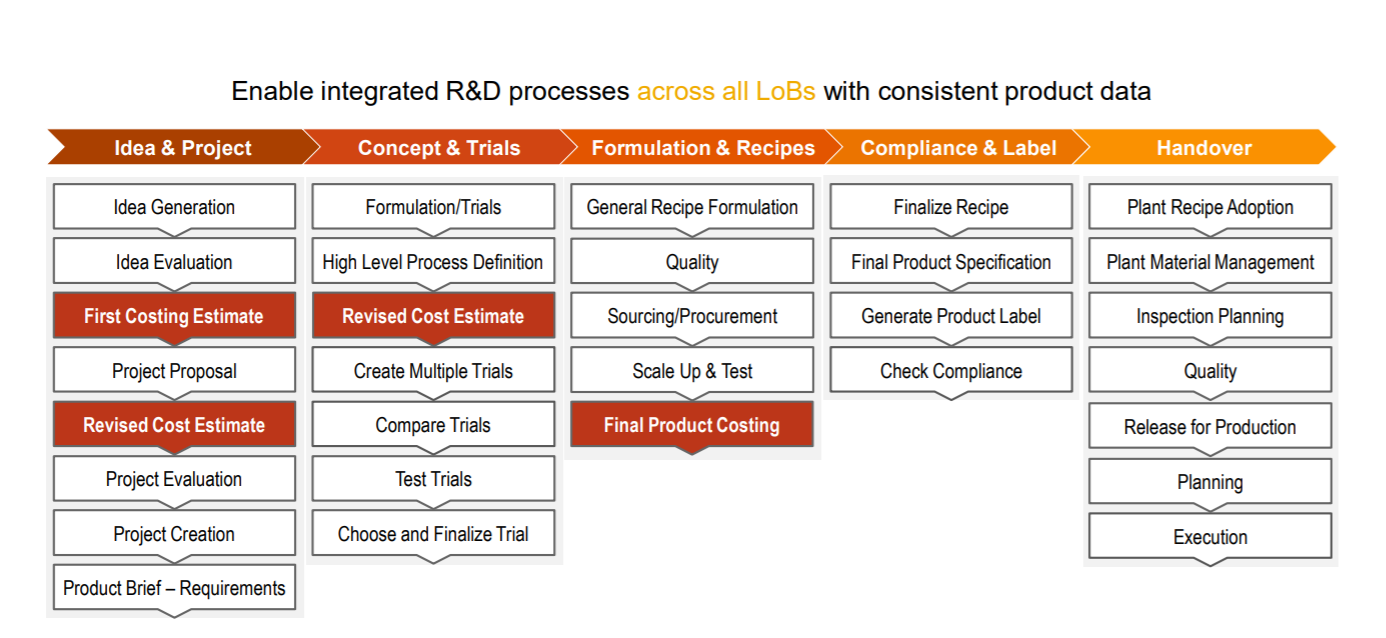 Enable integrated R&D processes across all LoBs with consistent product data
Idea & Project
Concept & Trials
Formulation & Recipes
Compliance & Label
Handover
Idea Generation
Idea Evaluation
First Costing Estimate
Project Proposal
Revised Cost Estimate
Project Evaluation
Project Creation
Product Brief – Requirements
Formulation/Trials
High Level Process Definition
Revised Cost Estimate
Create Multiple Trials
Compare Trials
Test Trials
Choose and Finalize Trial
General Recipe Formulation
Quality
Sourcing/Procurement
Scale Up & Test
Final Product Costing
Finalize Recipe
Final Product Specification
Generate Product Label
Check Compliance
Plant Recipe Adoption
Plant Material Management
Inspection Planning
Quality
Release for Production
Planning
Execution